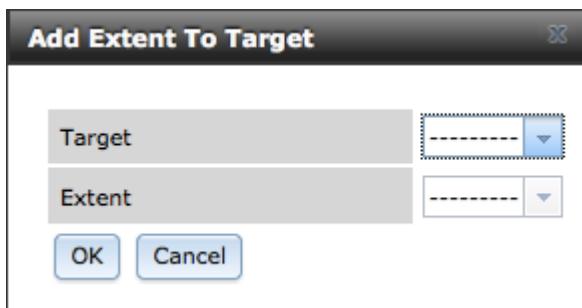 Add Extent To Target
Target ---------
Extent ---------
OK Cancel